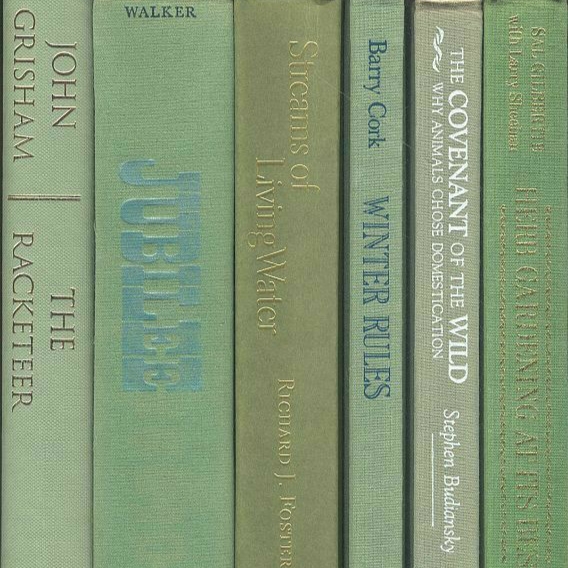 JOHN
GRISHAM
THE
RACKETEER
WALKER
JUBILEE
Streams of
Living Water
RICHARD J. FOSTER
Barry Cork
WINTER RULES
THE COVENANT OF THE WILD
WHY ANIMALS CHOSE DOMESTICATION
Stephen Budiansky
SAL GILBERTIE
with Larry Sheehan
HERB GARDENING AT ITS BEST